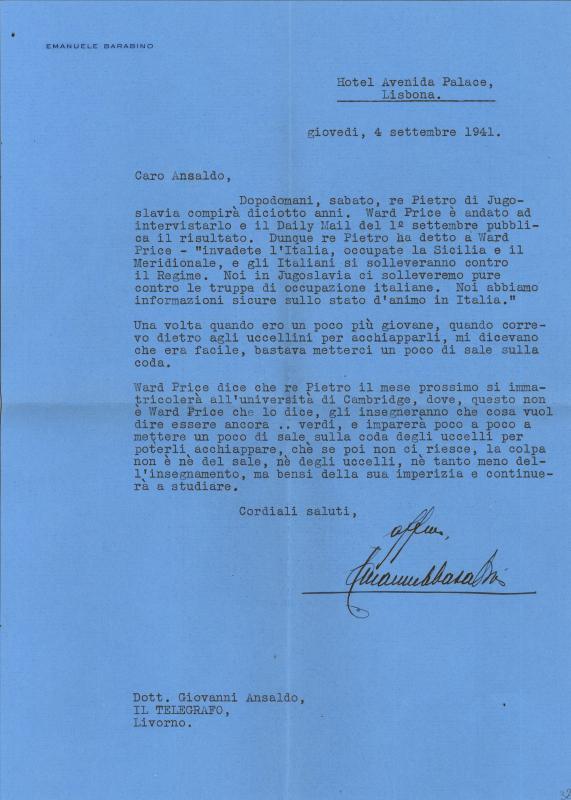 EMANUELE BARABINO
Hotel Avenida Palace,
Lisbona.
giovedì, 4 settembre 1941.
Caro Ansaldo,
Dopodomani, sabato, re Pietro di Jugo-
slavia compirà diciotto anni. Ward Price è andato ad
intervistarlo e il Daily Mail del 1º settembre pubbli-
ca il risultato. Dunque re Pietro ha detto a Ward
Price - "invadete l'Italia, occupate la Sicilia e il
Meridionale, e gli Italiani si solleveranno contro
il Regime. Noi in Jugoslavia ci solleveremo pure
contro le truppe di occupazione italiane. Noi abbiamo
informazioni sicure sullo stato d'animo in Italia."
Una volta quando ero un poco più giovane, quando corre-
vo dietro agli uccellini per acchiapparli, mi dicevano
che era facile, bastava metterci un poco di sale sulla
coda.
Ward Price dice che re Pietro il mese prossimo si imma-
tricolerà all'università di Cambridge, dove, questo non
è Ward Price che lo dice, gli insegneranno che cosa vuol
dire essere ancora .. verdi, e imparerà poco a poco a
mettere un poco di sale sulla coda degli uccelli per
poterli acchiappare, chè se poi non ci riesce, la colpa
non è nè del sale, nè degli uccelli, nè tanto meno del-
l'insegnamento, ma bensì della sua imperizia e continue-
rà a studiare.
Cordiali saluti,
Emanuele Barabino
Dott. Giovanni Ansaldo,
IL TELEGRAFO,
Livorno.